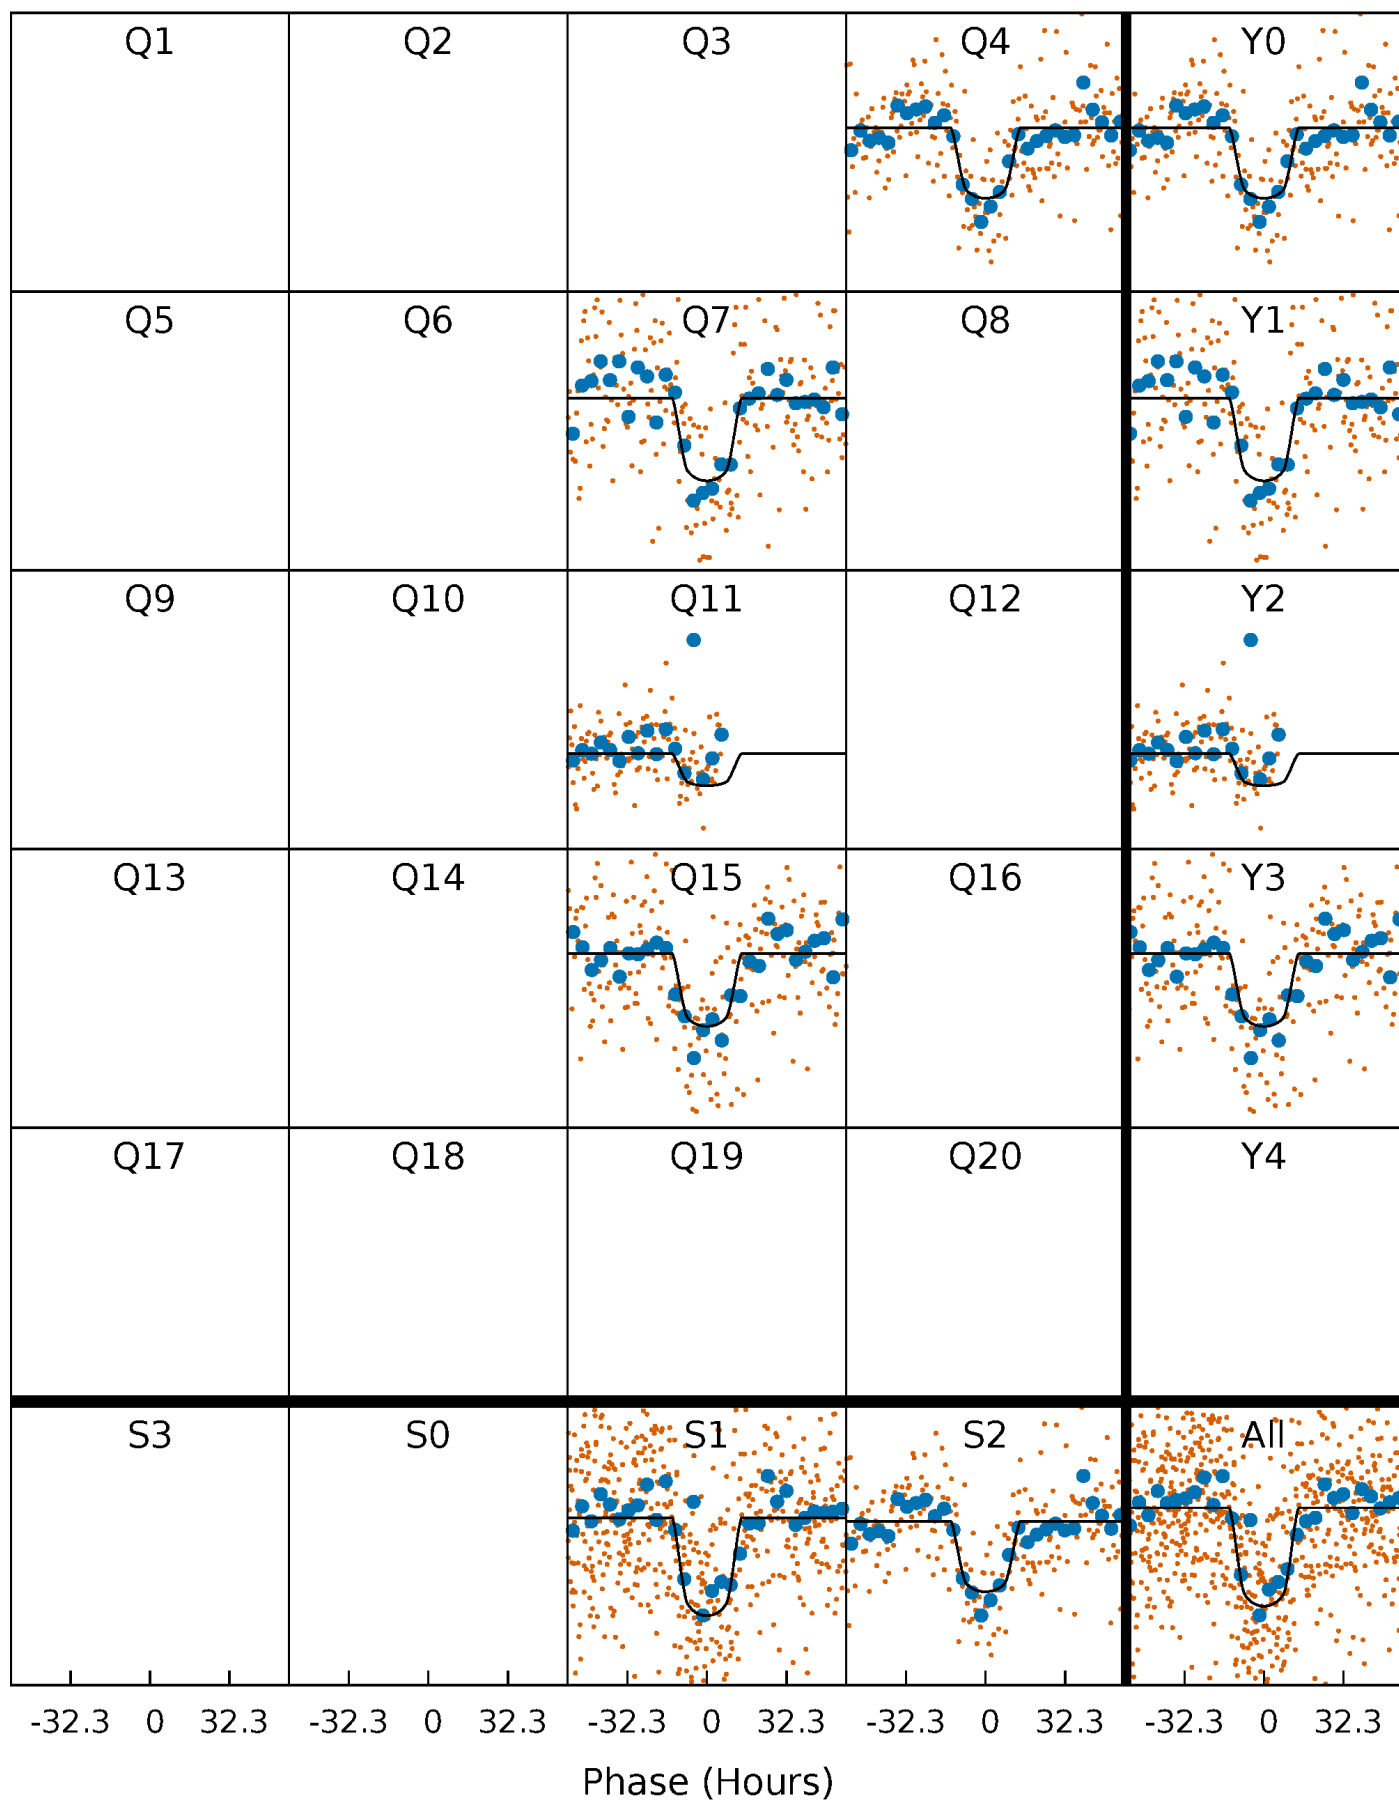 Q1 Q2 Q3 Q4 Y0
Q5 Q6 Q7 Q8 Y1
Q9 Q10 Q11 Q12 Y2
Q13 Q14 Q15 Q16 Y3
Q17 Q18 Q19 Q20 Y4
S3 S0 S1 S2 All
-32.3 0 32.3 -32.3 0 32.3 -32.3 0 32.3 -32.3 0 32.3 -32.3 0 32.3
Phase (Hours)